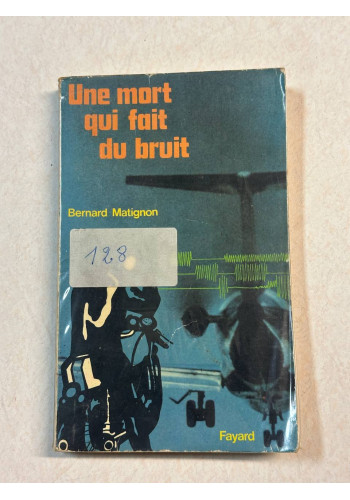 Une mort
qui fait
du bruit
Bernard Matignon
128
Fayard